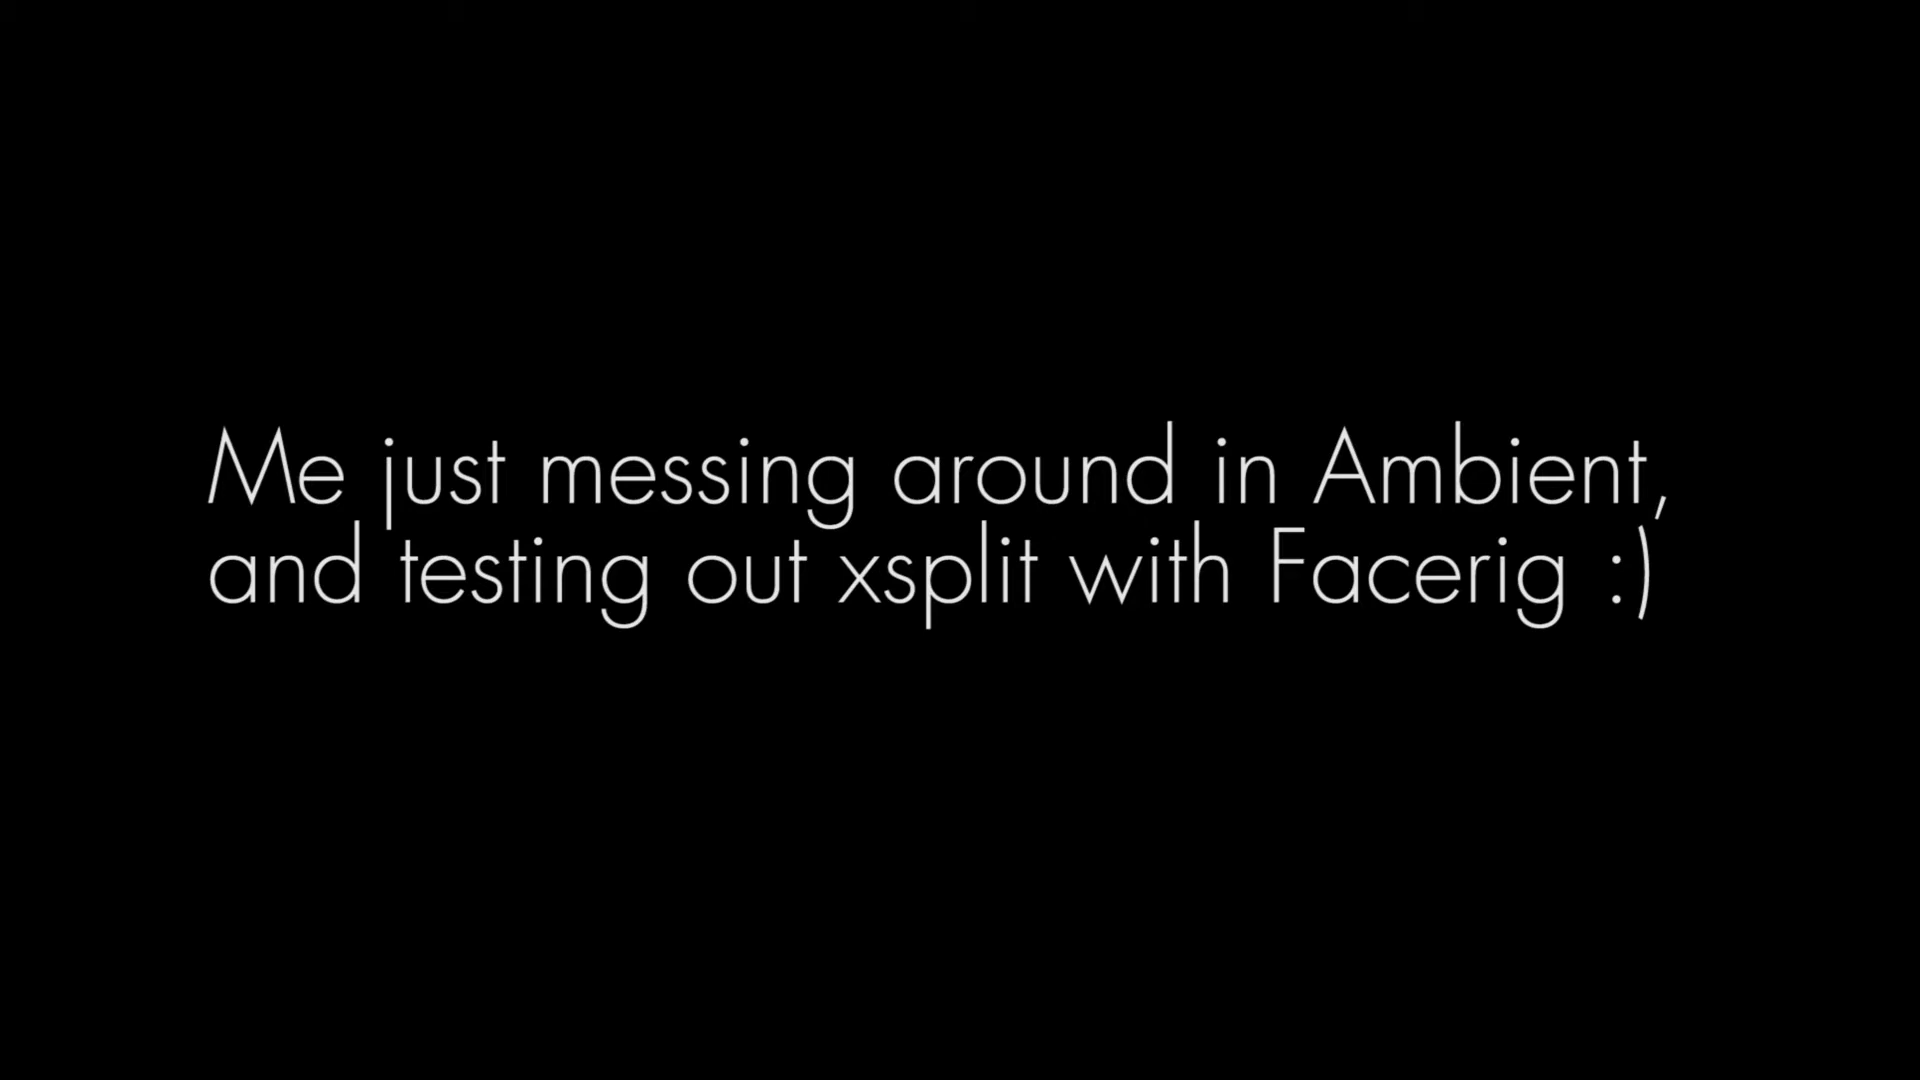 Me just messing around in Ambient,
and testing out xsplit with Facerig :)